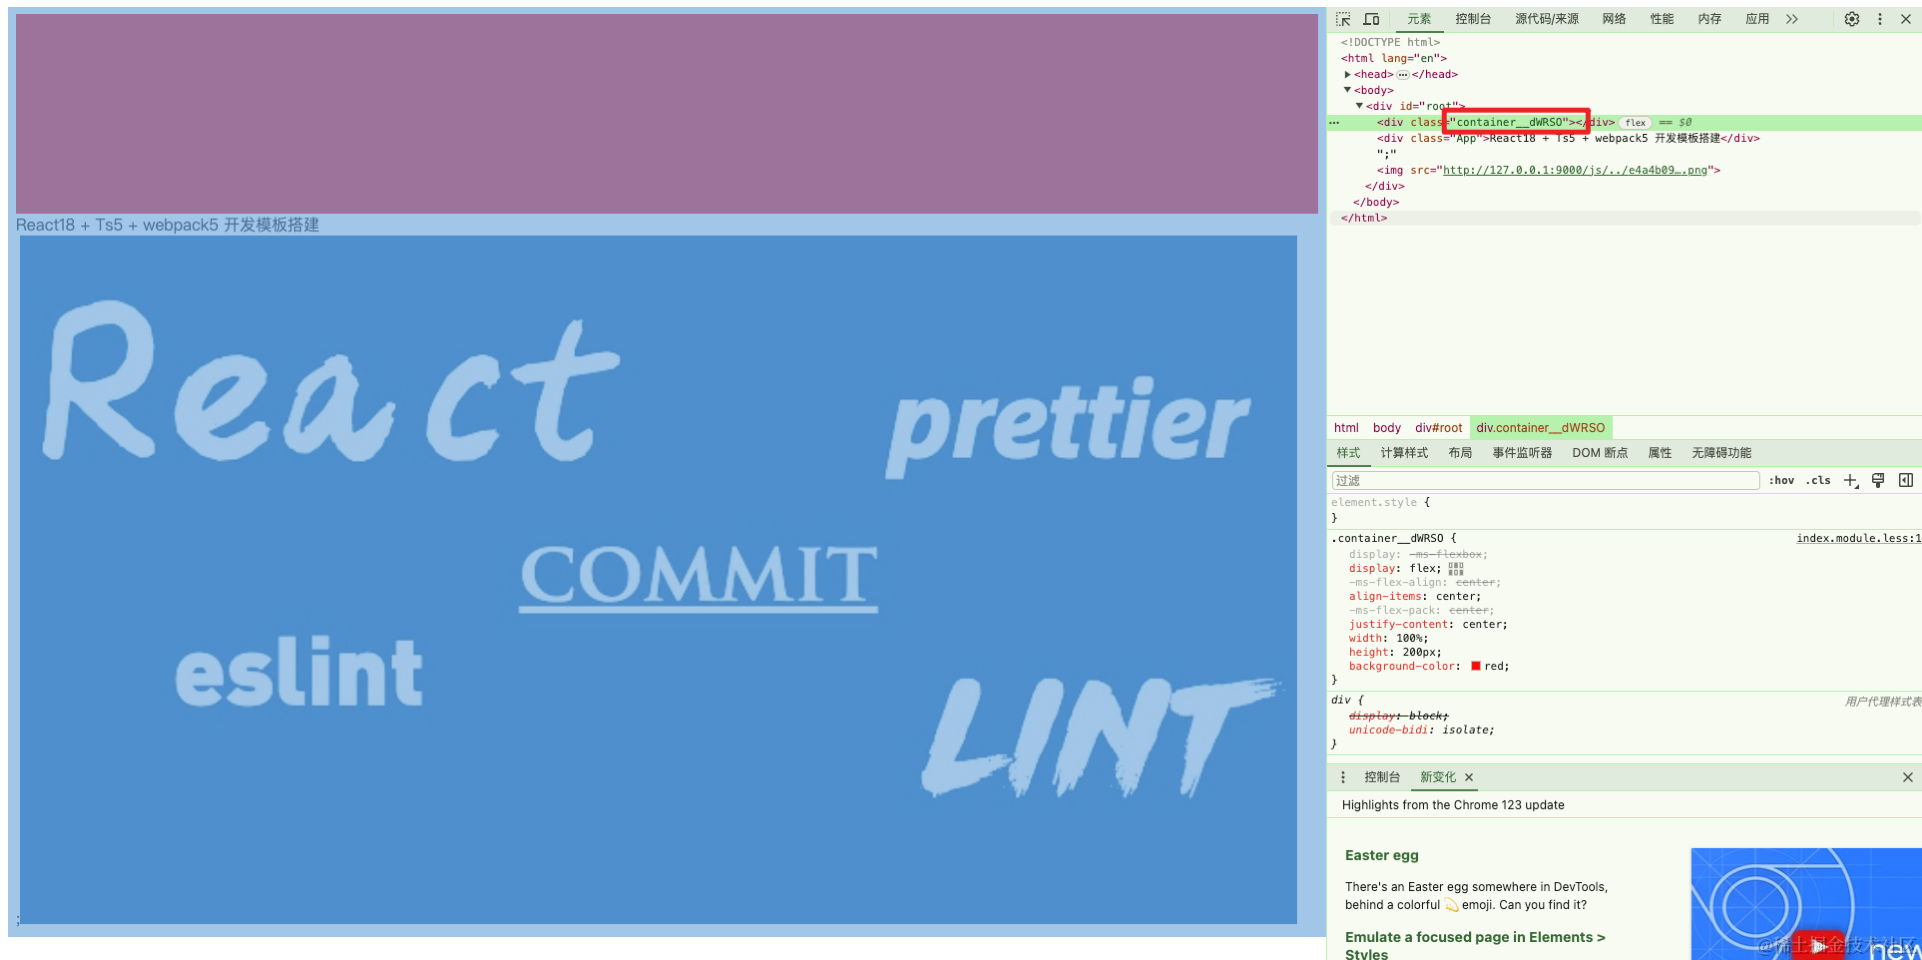 React18 + Ts5 + webpack5 开发模板搭建
React
prettier
COMMIT
eslint
LINT
;
元素 控制台 源代码/来源 网络 性能 内存 应用
<!DOCTYPE html>
<html lang="en">
<head> ⋯ </head>
<body>
<div id="root">
<div class="container__dWRSO"></div> flex == $0
<div class="App">React18 + Ts5 + webpack5 开发模板搭建</div>
";"
<img src="http://127.0.0.1:9000/js/../e4a4b09….png">
</div>
</body>
</html>
html body div#root div.container__dWRSO
样式 计算样式 布局 事件监听器 DOM 断点 属性 无障碍功能
过滤 :hov .cls
element.style {
}
.container__dWRSO { index.module.less:1
display: -ms-flexbox;
display: flex;
-ms-flex-align: center;
align-items: center;
-ms-flex-pack: center;
justify-content: center;
width: 100%;
height: 200px;
background-color: red;
}
div { 用户代理样式表
display: block;
unicode-bidi: isolate;
}
控制台 新变化
Highlights from the Chrome 123 update
Easter egg
There's an Easter egg somewhere in DevTools,
behind a colorful 💫 emoji. Can you find it?
Emulate a focused page in Elements >
Styles
new
@稀土掘金技术社区